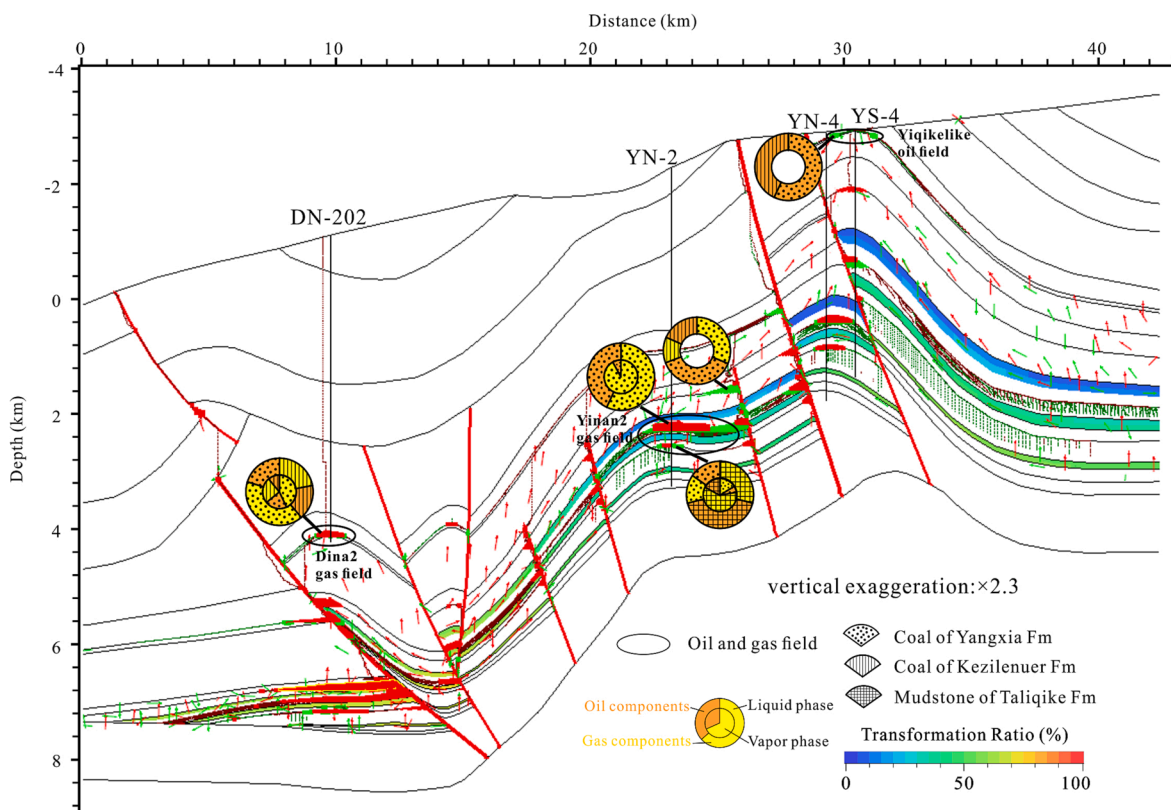 Distance (km)
0
10
20
30
40
-4
-2
0
2
4
6
8
Depth (km)
DN-202
YN-2
YN-4
YS-4
Yiqikelike
oil field
Yinan2
gas field
Dina2
gas field
vertical exaggeration:×2.3
Oil and gas field
Coal of Yangxia Fm
Coal of Kezilenuer Fm
Mudstone of Taliqike Fm
Oil components
Liquid phase
Gas components
Vapor phase
Transformation Ratio (%)
0
50
100